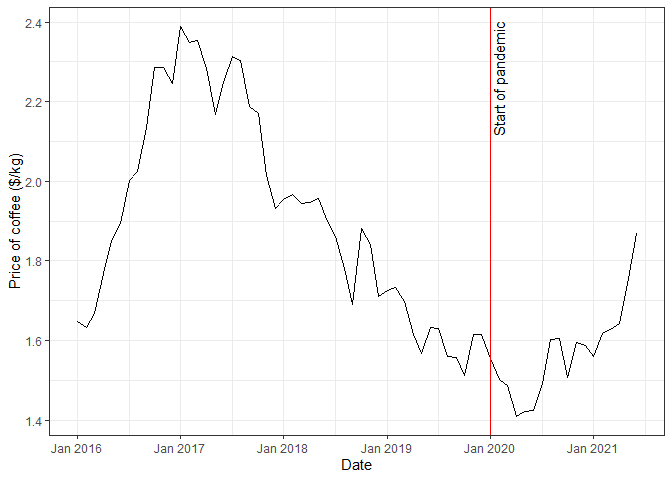 2.4
2.2
2.0
1.8
1.6
1.4
Price of coffee ($/kg)
Start of pandemic
Jan 2016
Jan 2017
Jan 2018
Jan 2019
Jan 2020
Jan 2021
Date